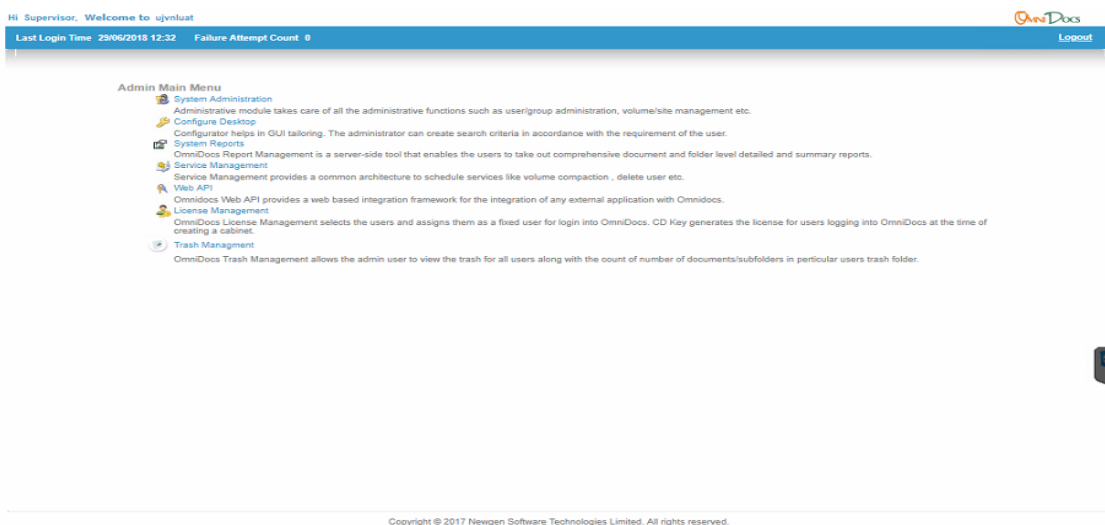 Hi Supervisor, Welcome to ujvnluat
OmniDocs
Last Login Time 29/06/2018 12:32 Failure Attempt Count 0 Logout
Admin Main Menu
System Administration
Administrative module takes care of all the administrative functions such as user/group administration, volume/site management etc.
Configure Desktop
Configurator helps in GUI tailoring. The administrator can create search criteria in accordance with the requirement of the user.
System Reports
OmniDocs Report Management is a server-side tool that enables the users to take out comprehensive document and folder level detailed and summary reports.
Service Management
Service Management provides a common architecture to schedule services like volume compaction , delete user etc.
Web API
Omnidocs Web API provides a web based integration framework for the integration of any external application with Omnidocs.
License Management
OmniDocs License Management selects the users and assigns them as a fixed user for login into OmniDocs. CD Key generates the license for users logging into OmniDocs at the time of
creating a cabinet.
Trash Managment
OmniDocs Trash Management allows the admin user to view the trash for all users along with the count of number of documents/subfolders in perticular users trash folder.
Copyright © 2017 Newgen Software Technologies Limited. All rights reserved.